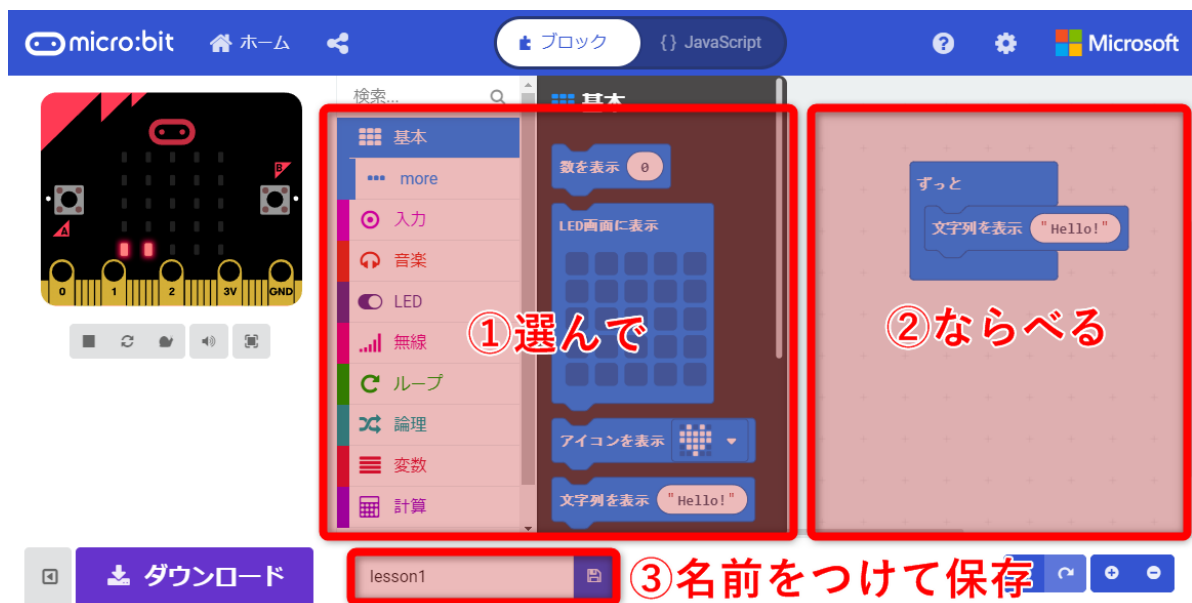 micro:bit ホーム ブロック {} JavaScript ? Microsoft
検索...
基本
more
入力
音楽
LED
無線
ループ
論理
変数
計算
基本
数を表示 0
LED画面に表示
アイコンを表示
文字列を表示 "Hello!"
①選んで
ずっと
文字列を表示 "Hello!"
②ならべる
A
B
0 1 2 3V GND
ダウンロード
lesson1
③名前をつけて保存